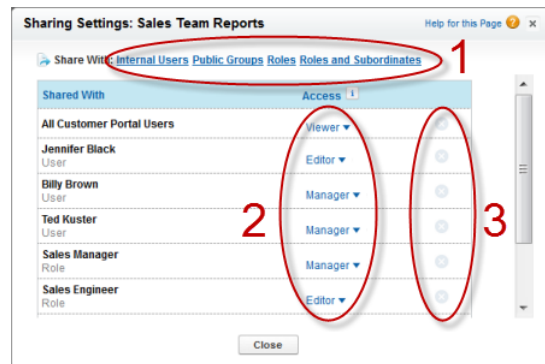 Sharing Settings: Sales Team Reports
Help for this Page ? x
1
Share With: Internal Users Public Groups Roles Roles and Subordinates
Shared With Access i
All Customer Portal Users Viewer
Jennifer Black Editor
User
Billy Brown Manager
User
2
3
Ted Kuster Manager
User
Sales Manager Manager
Role
Sales Engineer Editor
Role
Close